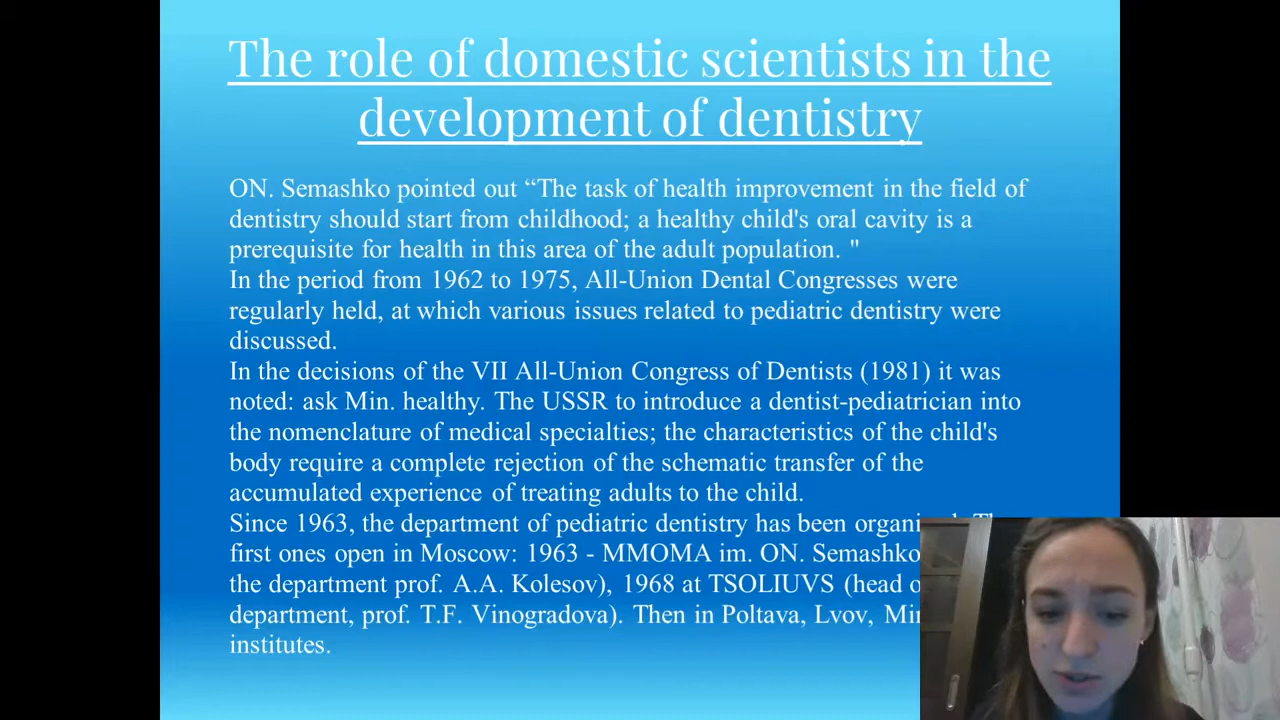 The role of domestic scientists in the
development of dentistry
ON. Semashko pointed out “The task of health improvement in the field of
dentistry should start from childhood; a healthy child's oral cavity is a
prerequisite for health in this area of the adult population. "
In the period from 1962 to 1975, All-Union Dental Congresses were
regularly held, at which various issues related to pediatric dentistry were
discussed.
In the decisions of the VII All-Union Congress of Dentists (1981) it was
noted: ask Min. healthy. The USSR to introduce a dentist-pediatrician into
the nomenclature of medical specialties; the characteristics of the child's
body require a complete rejection of the schematic transfer of the
accumulated experience of treating adults to the child.
Since 1963, the department of pediatric dentistry has been
first ones open in Moscow: 1963 - MMOMA im. ON. Semashko
the department prof. A.A. Kolesov), 1968 at TSOLIUVS (head
department, prof. T.F. Vinogradova). Then in Poltava, Lvov,
institutes.